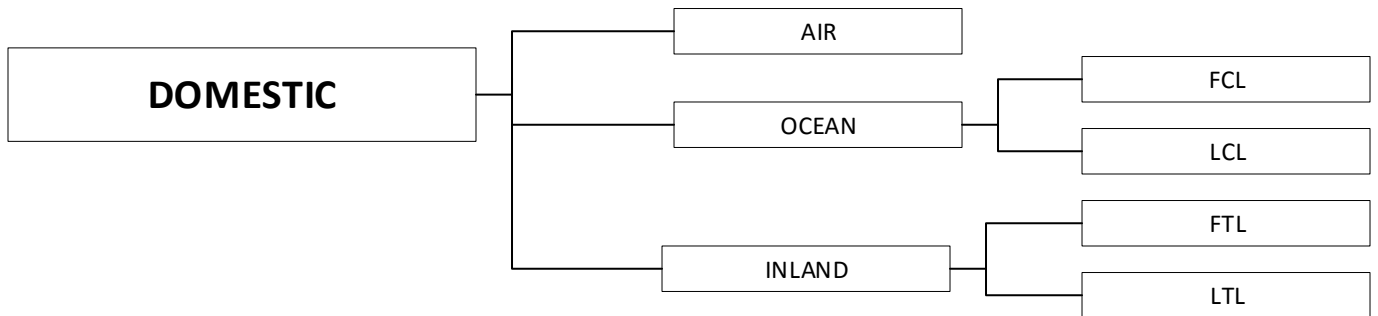 DOMESTIC
AIR
OCEAN
FCL
LCL
INLAND
FTL
LTL